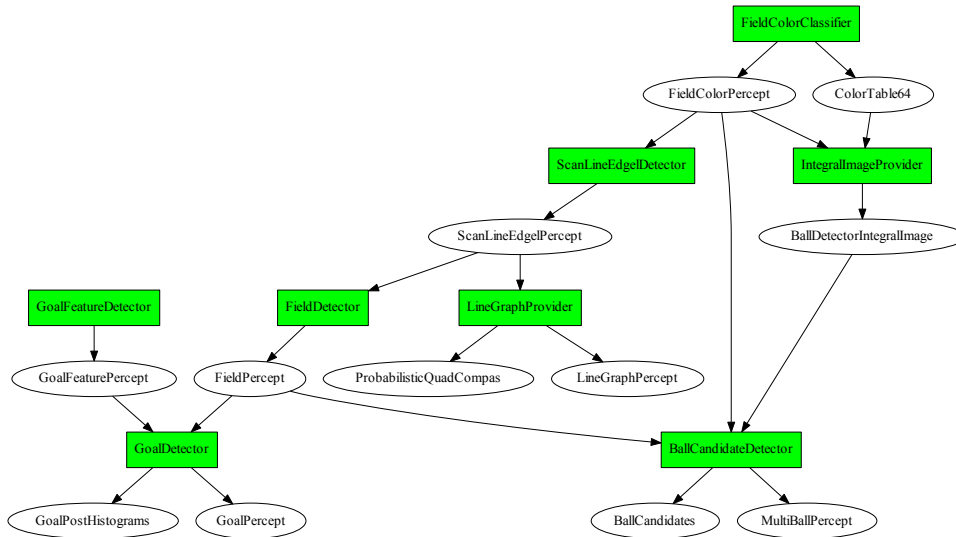 FieldColorClassifier
FieldColorPercept
ColorTable64
ScanLineEdgelDetector
IntegralImageProvider
ScanLineEdgelPercept
BallDetectorIntegralImage
GoalFeatureDetector
FieldDetector
LineGraphProvider
GoalFeaturePercept
FieldPercept
ProbabilisticQuadCompas
LineGraphPercept
GoalDetector
BallCandidateDetector
GoalPostHistograms
GoalPercept
BallCandidates
MultiBallPercept